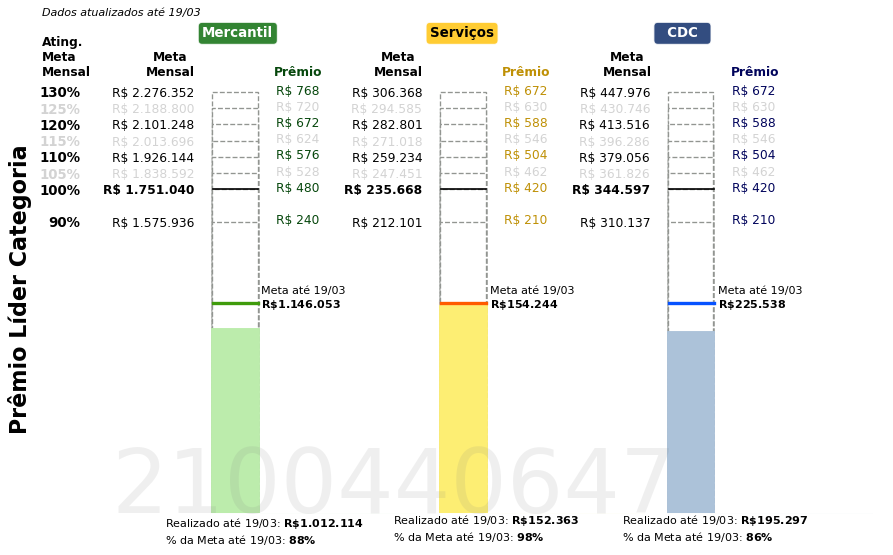 Dados atualizados até 19/03
Mercantil Serviços CDC
Ating. Meta Mensal
Meta Mensal Prêmio Meta Mensal Prêmio Meta Mensal Prêmio
130% R$ 2.276.352 R$ 768 R$ 306.368 R$ 672 R$ 447.976 R$ 672
125% R$ 2.188.800 R$ 720 R$ 294.585 R$ 630 R$ 430.746 R$ 630
120% R$ 2.101.248 R$ 672 R$ 282.801 R$ 588 R$ 413.516 R$ 588
115% R$ 2.013.696 R$ 624 R$ 271.018 R$ 546 R$ 396.286 R$ 546
110% R$ 1.926.144 R$ 576 R$ 259.234 R$ 504 R$ 379.056 R$ 504
105% R$ 1.838.592 R$ 528 R$ 247.451 R$ 462 R$ 361.826 R$ 462
100% R$ 1.751.040 R$ 480 R$ 235.668 R$ 420 R$ 344.597 R$ 420
90% R$ 1.575.936 R$ 240 R$ 212.101 R$ 210 R$ 310.137 R$ 210
Prêmio Líder Categoria
Meta até 19/03 Meta até 19/03 Meta até 19/03
R$1.146.053 R$154.244 R$225.538
2100440647
Realizado até 19/03: R$1.012.114 Realizado até 19/03: R$152.363 Realizado até 19/03: R$195.297
% da Meta até 19/03: 88% % da Meta até 19/03: 98% % da Meta até 19/03: 86%